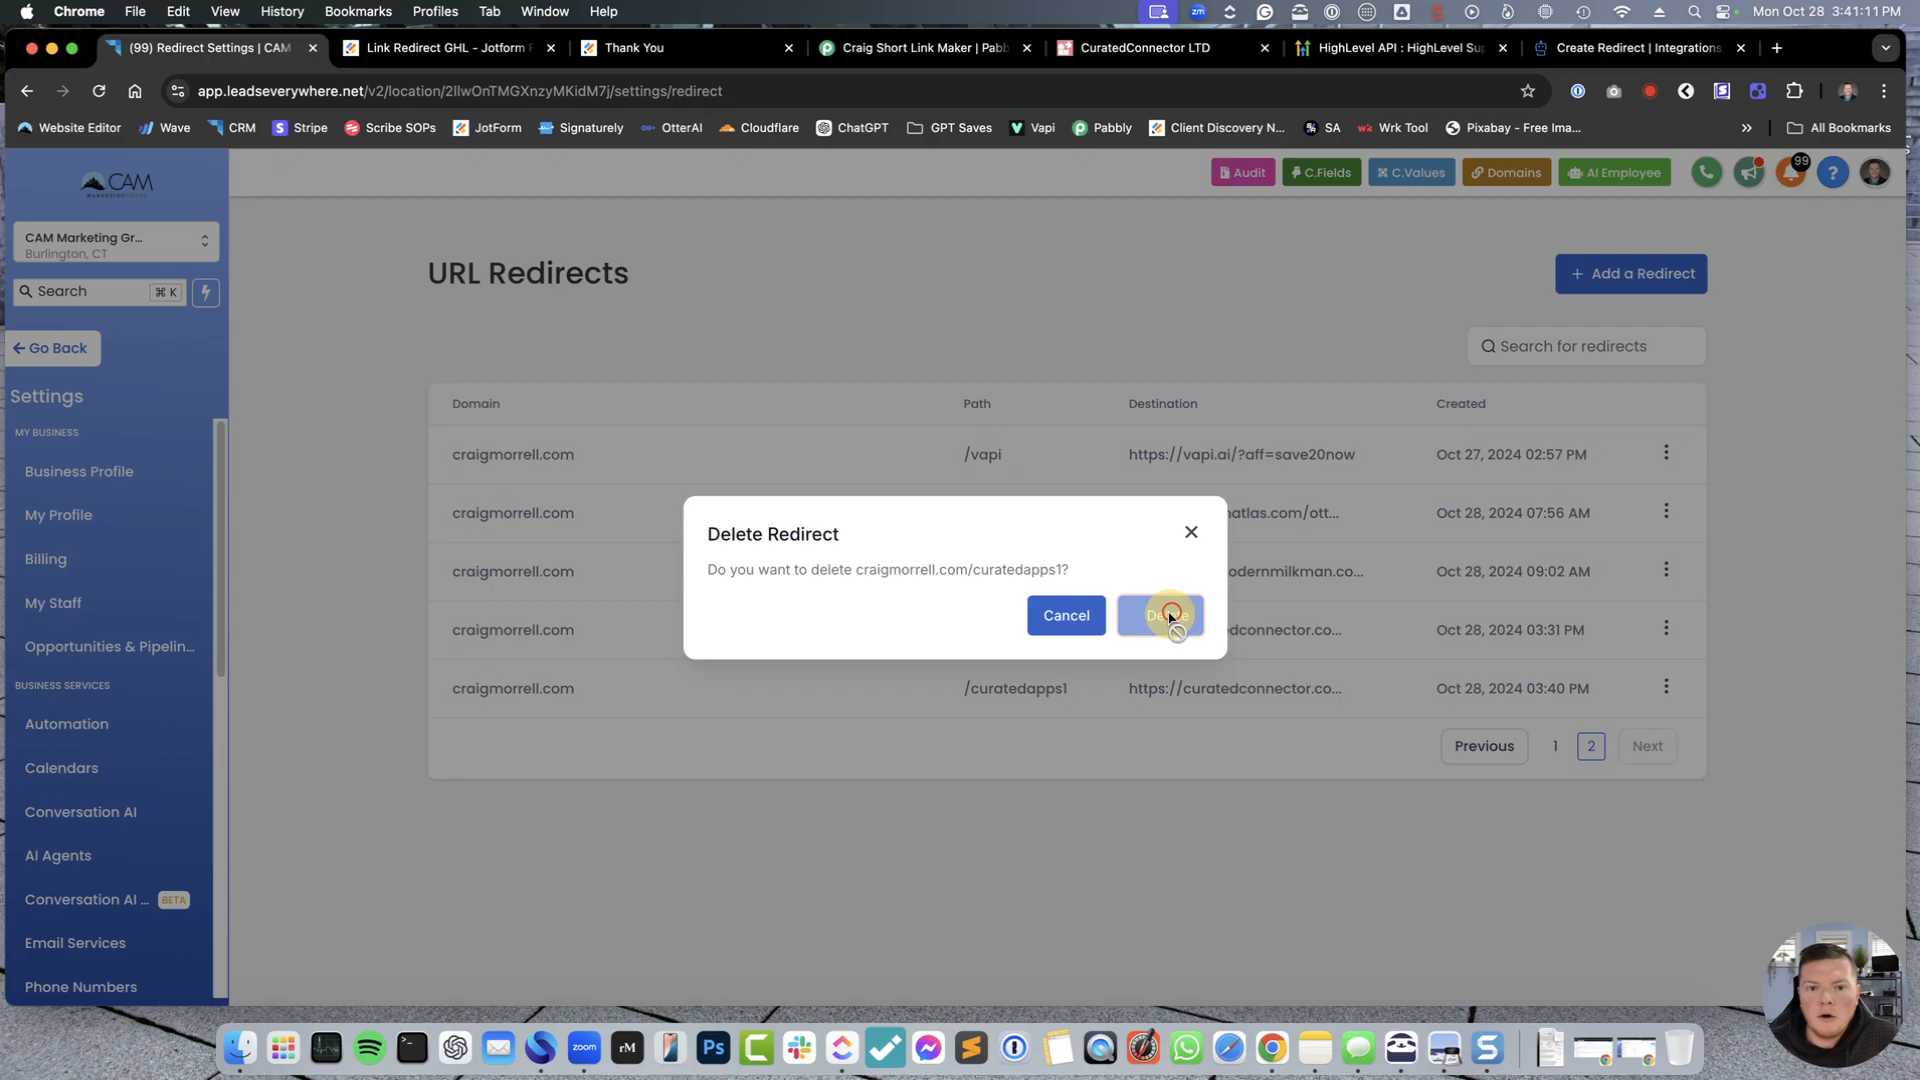 Chrome File Edit View History Bookmarks Profiles Tab Window Help
zm
Mon Oct 28 3:41:11 PM
(99) Redirect Settings | CAM
Link Redirect GHL - Jotform F
Thank You
Craig Short Link Maker | Pabb
CuratedConnector LTD
HighLevel API : HighLevel Sup
Create Redirect | Integrations
app.leadseverywhere.net/v2/location/2IlwOnTMGXnzyMKidM7j/settings/redirect
Website Editor Wave CRM Stripe Scribe SOPs JotForm Signaturely OtterAI Cloudflare ChatGPT GPT Saves Vapi Pabbly Client Discovery N... SA Wrk Tool Pixabay - Free Ima... All Bookmarks
CAM
Audit C.Fields C.Values Domains AI Employee 99 ?
CAM Marketing Gr...
Burlington, CT
Search ⌘ K
Go Back
Settings
MY BUSINESS
Business Profile
My Profile
Billing
My Staff
Opportunities & Pipelin...
BUSINESS SERVICES
Automation
Calendars
Conversation AI
AI Agents
Conversation AI ... BETA
Email Services
Phone Numbers
URL Redirects
+ Add a Redirect
Search for redirects
Domain Path Destination Created
craigmorrell.com /vapi https://vapi.ai/?aff=save20now Oct 27, 2024 02:57 PM
craigmorrell.com natlas.com/ott... Oct 28, 2024 07:56 AM
craigmorrell.com odernmilkman.co... Oct 28, 2024 09:02 AM
craigmorrell.com edconnector.co... Oct 28, 2024 03:31 PM
craigmorrell.com /curatedapps1 https://curatedconnector.co... Oct 28, 2024 03:40 PM
Previous 1 2 Next
Delete Redirect
Do you want to delete craigmorrell.com/curatedapps1?
Cancel Delete
zoom rM Ps